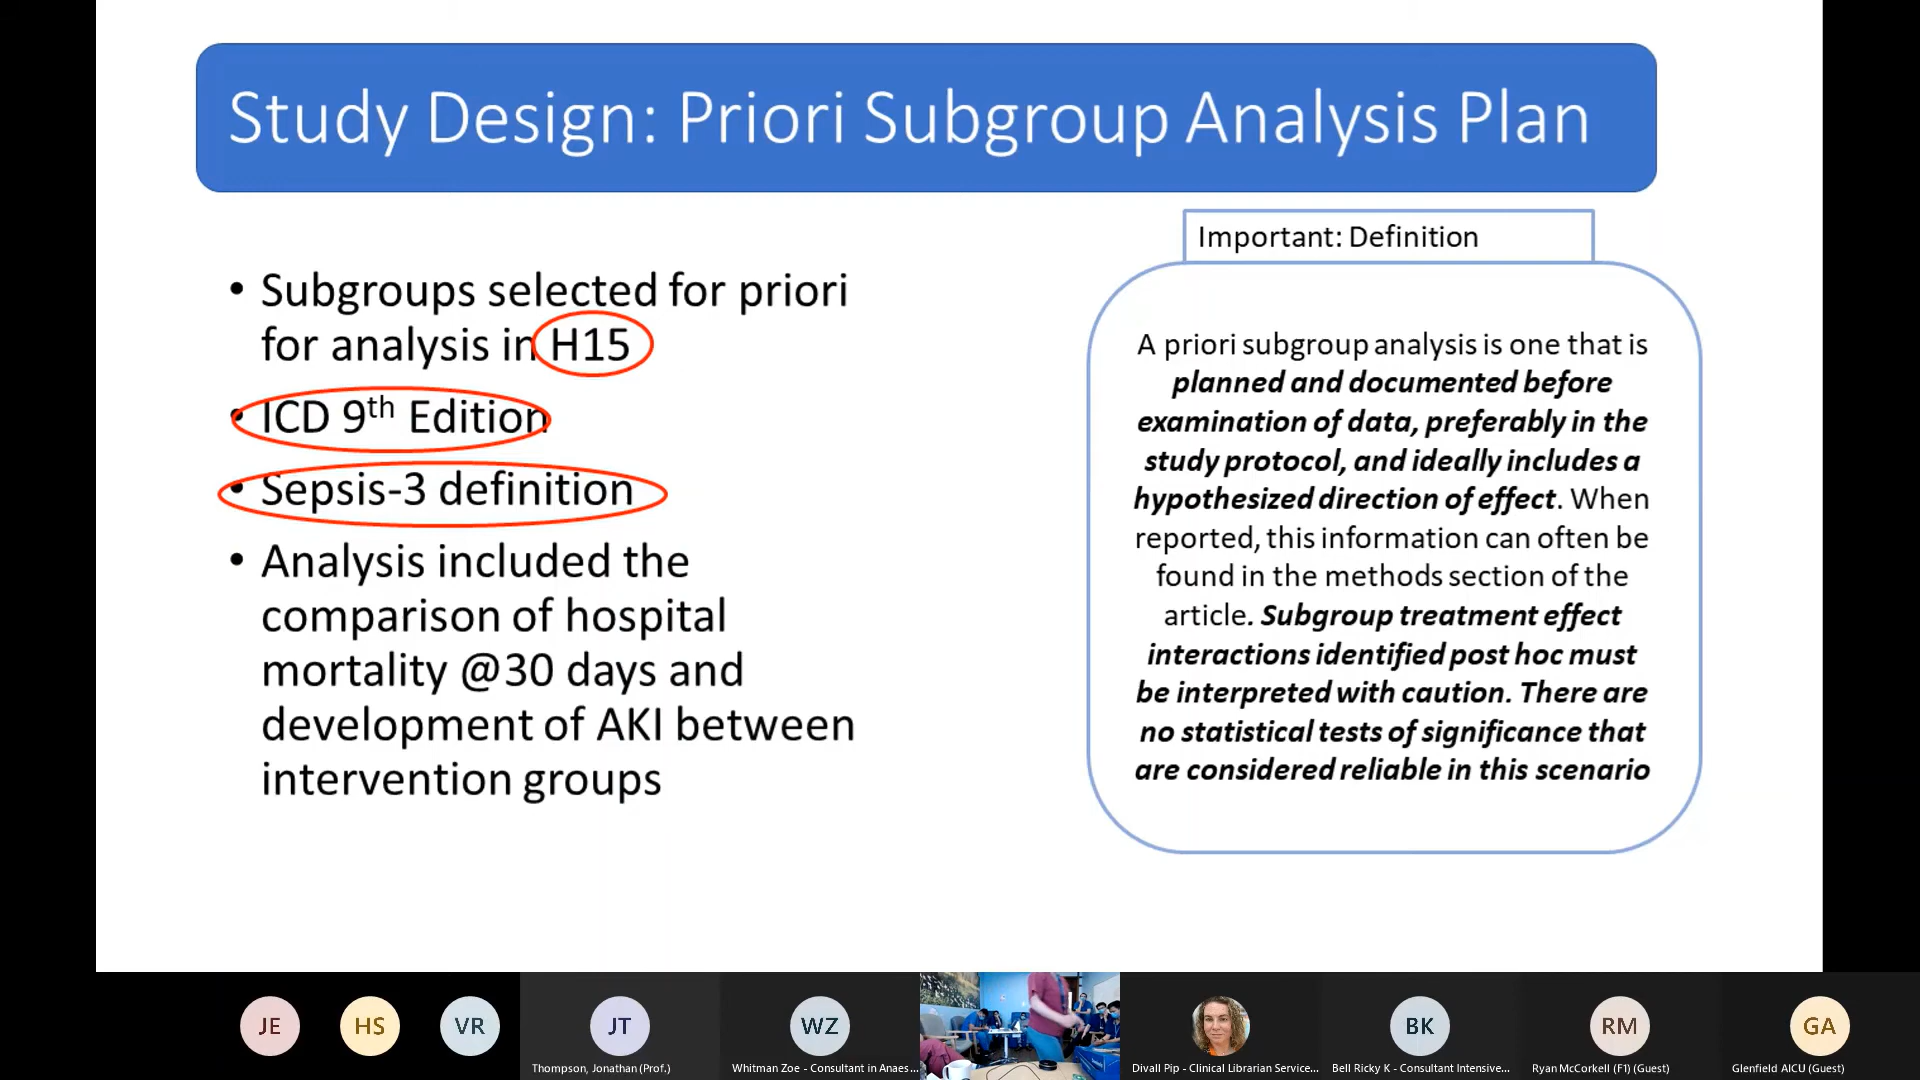 Study Design: Priori Subgroup Analysis Plan
• Subgroups selected for priori
for analysis in H15
• ICD 9th Edition
• Sepsis-3 definition
• Analysis included the
comparison of hospital
mortality @30 days and
development of AKI between
intervention groups
Important: Definition
A priori subgroup analysis is one that is
planned and documented before
examination of data, preferably in the
study protocol, and ideally includes a
hypothesized direction of effect. When
reported, this information can often be
found in the methods section of the
article. Subgroup treatment effect
interactions identified post hoc must
be interpreted with caution. There are
no statistical tests of significance that
are considered reliable in this scenario
JE
HS
VR
JT
WZ
BK
RM
GA
Thompson, Jonathan (Prof.)
Whitman Zoe - Consultant in Anaes...
Divall Pip - Clinical Librarian Service...
Bell Ricky K - Consultant Intensive...
Ryan McCorkell (F1) (Guest)
Glenfield AICU (Guest)